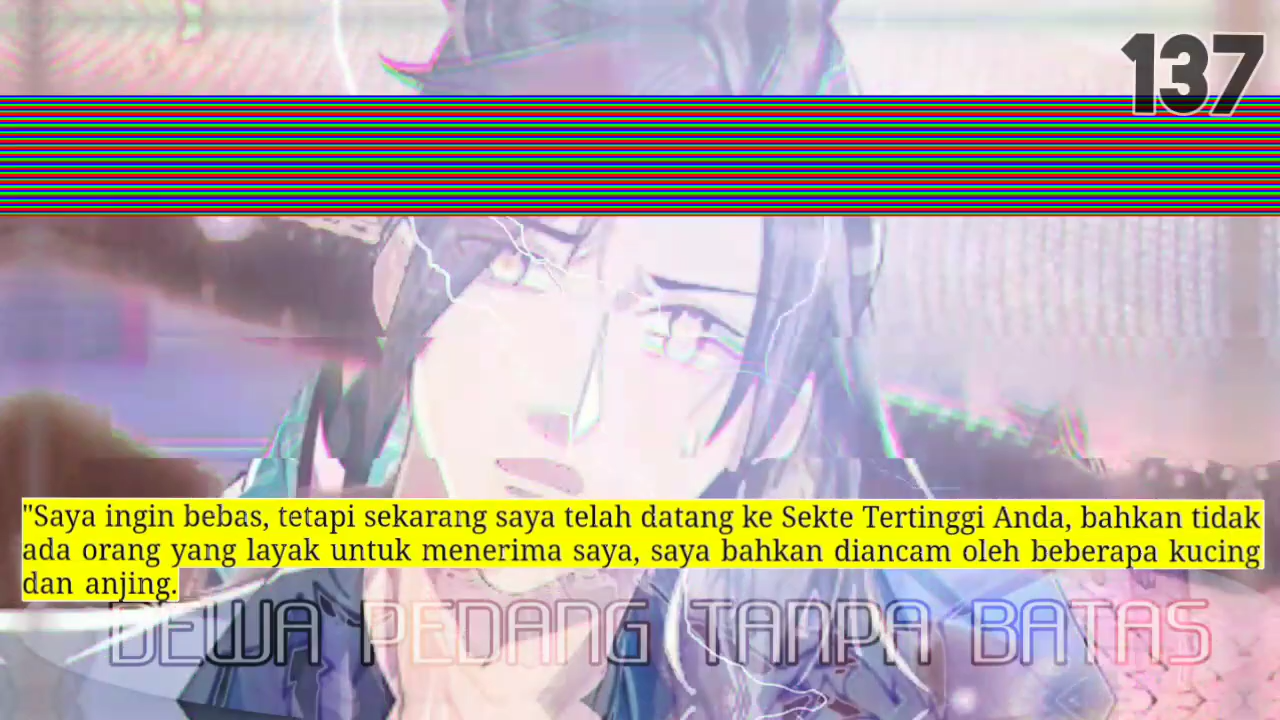 137
"Saya ingin bebas, tetapi sekarang saya telah datang ke Sekte Tertinggi Anda, bahkan tidak
ada orang yang layak untuk menerima saya, saya bahkan diancam oleh beberapa kucing
dan anjing.
DEWA PEDANG TANPA BATAS